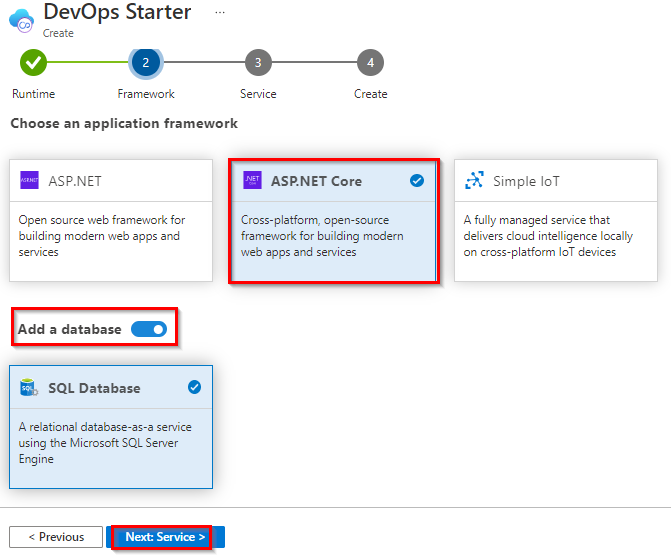 DevOps Starter ...
Create
2 3 4
Runtime Framework Service Create
Choose an application framework
ASP.NET
Open source web framework for
building modern web apps and
services
ASP.NET Core
Cross-platform, open-source
framework for building modern
web apps and services
Simple IoT
A fully managed service that
delivers cloud intelligence locally
on cross-platform IoT devices
Add a database
SQL SQL Database
A relational database-as-a service
using the Microsoft SQL Server
Engine
< Previous Next: Service >